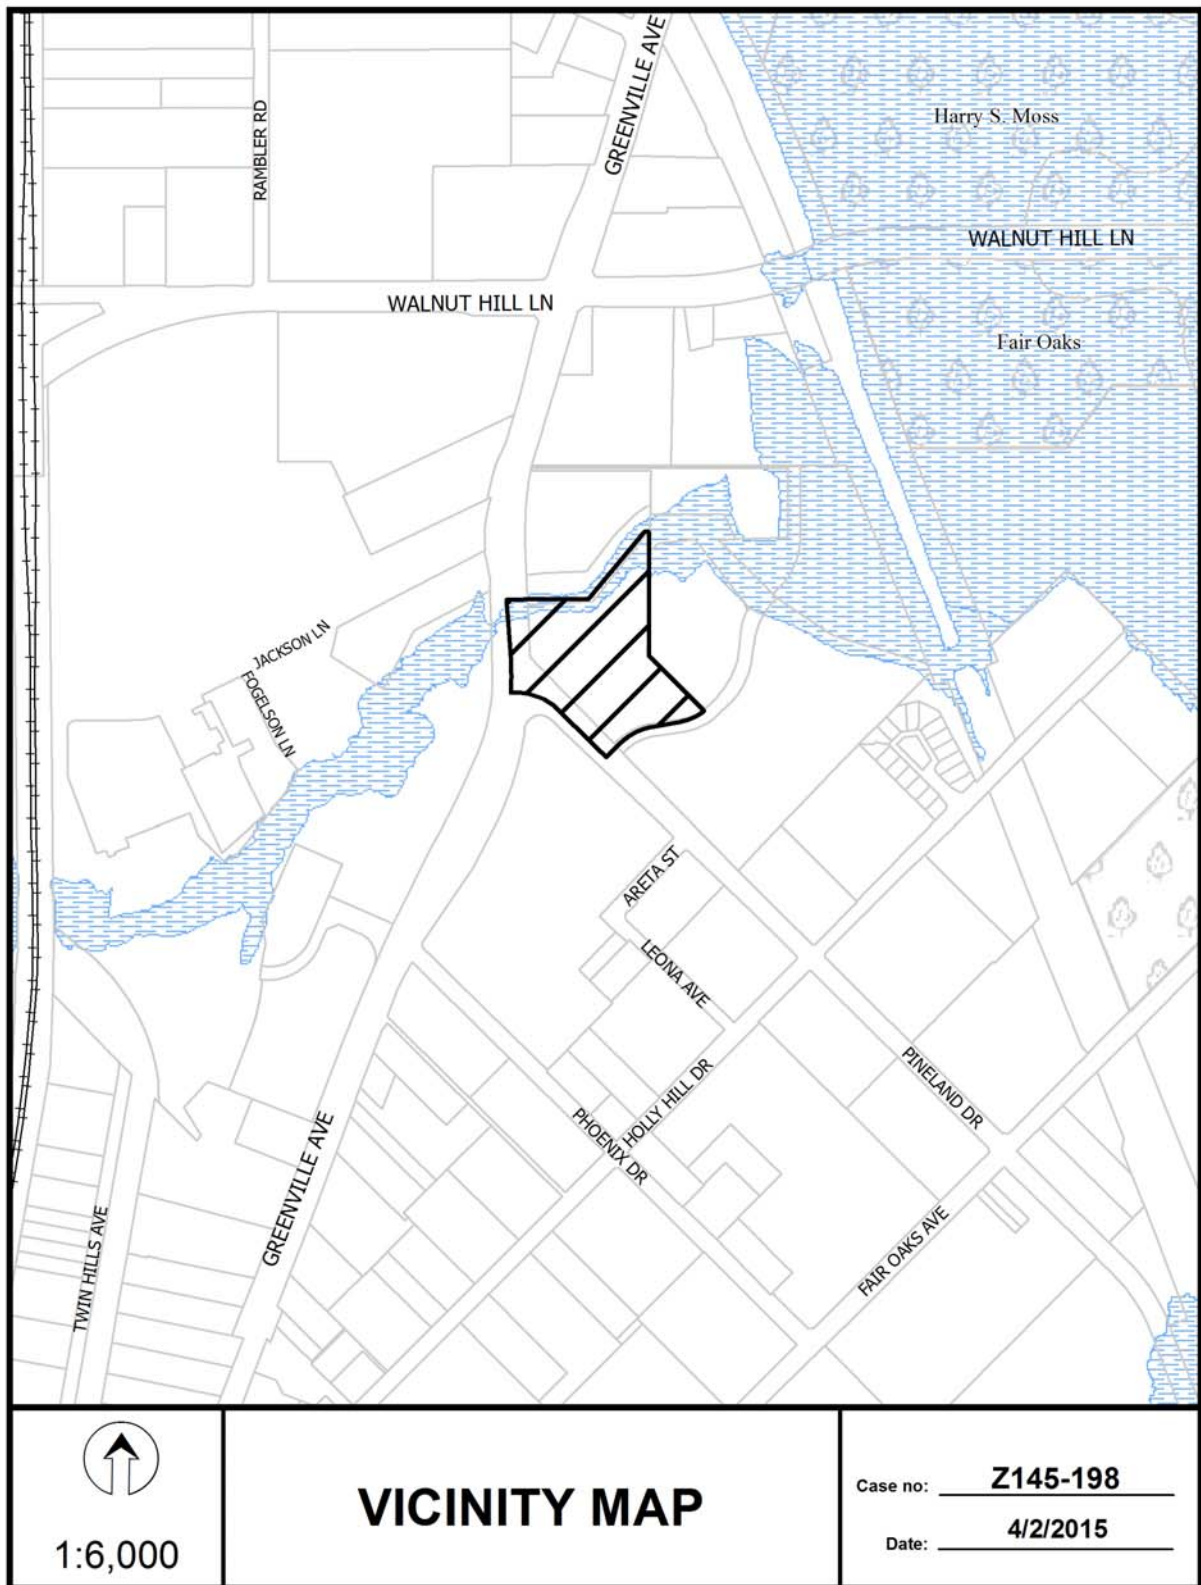 GREENVILLE AVE
RAMBLER RD
Harry S. Moss
WALNUT HILL LN
WALNUT HILL LN
Fair Oaks
JACKSON LN
FOGELSON LN
ARETA ST
LEONA AVE
HOLLY HILL DR
PHOENIX DR
PINELAND DR
FAIR OAKS AVE
GREENVILLE AVE
TWIN HILLS AVE
1:6,000
VICINITY MAP
Case no: Z145-198
Date: 4/2/2015